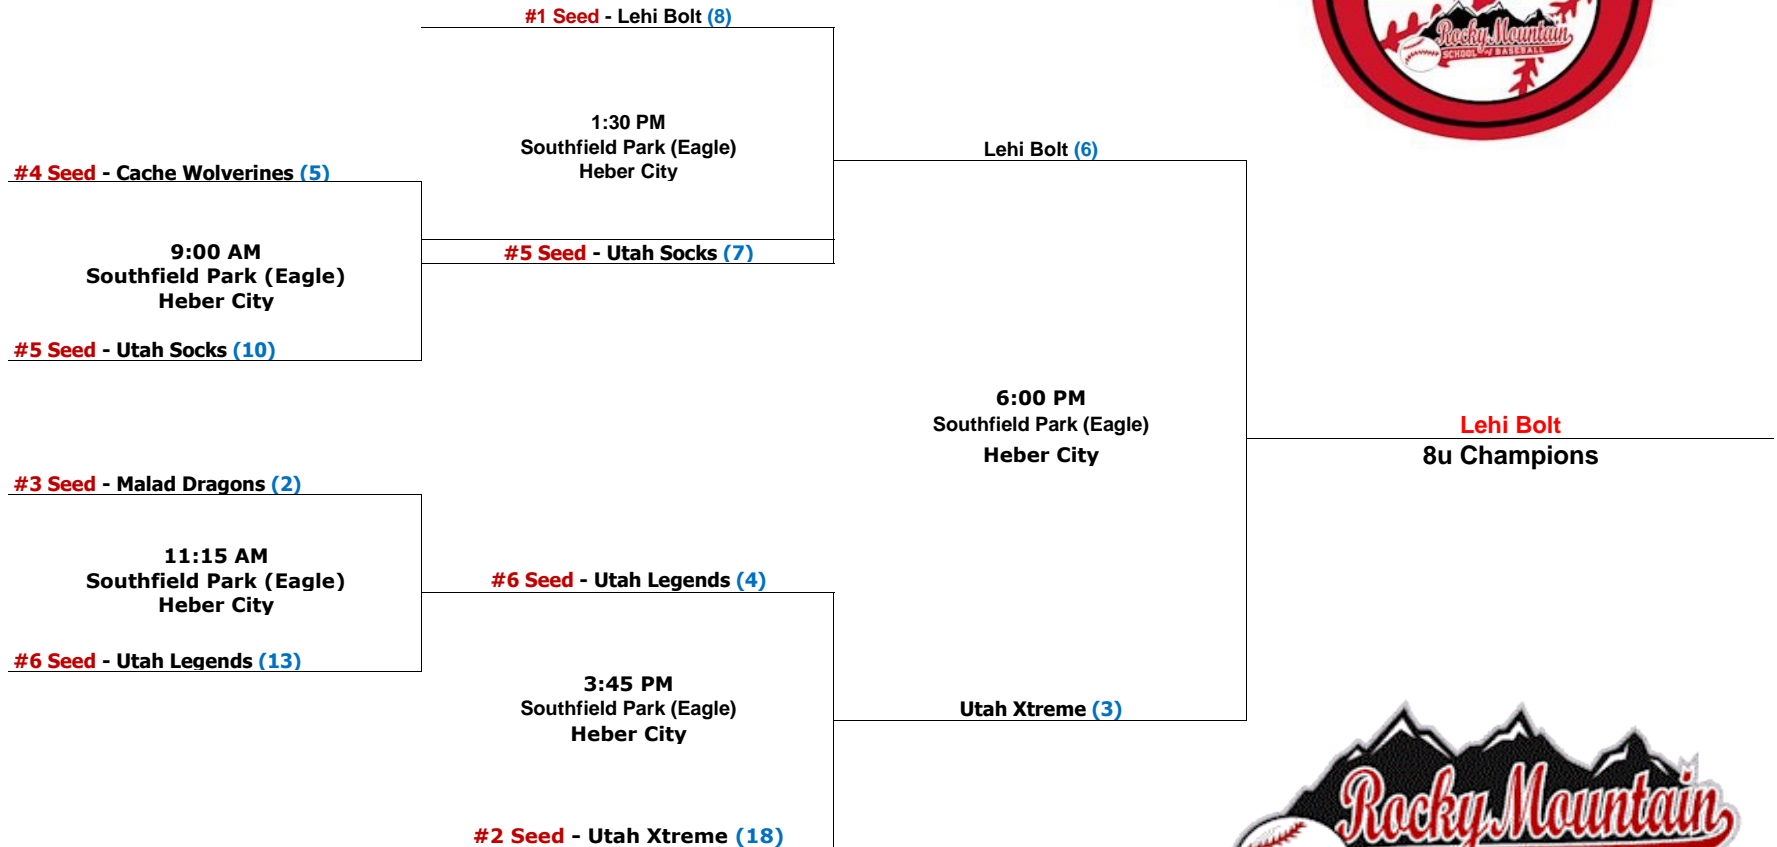 #1 Seed - Lehi Bolt (8)
Rocky Mountain
SCHOOL of BASEBALL
1:30 PM
Southfield Park (Eagle)
Heber City
Lehi Bolt (6)
#4 Seed - Cache Wolverines (5)
9:00 AM
Southfield Park (Eagle)
Heber City
#5 Seed - Utah Socks (7)
#5 Seed - Utah Socks (10)
6:00 PM
Southfield Park (Eagle)
Heber City
Lehi Bolt
8u Champions
#3 Seed - Malad Dragons (2)
11:15 AM
Southfield Park (Eagle)
Heber City
#6 Seed - Utah Legends (4)
#6 Seed - Utah Legends (13)
3:45 PM
Southfield Park (Eagle)
Heber City
Utah Xtreme (3)
Rocky Mountain
#2 Seed - Utah Xtreme (18)